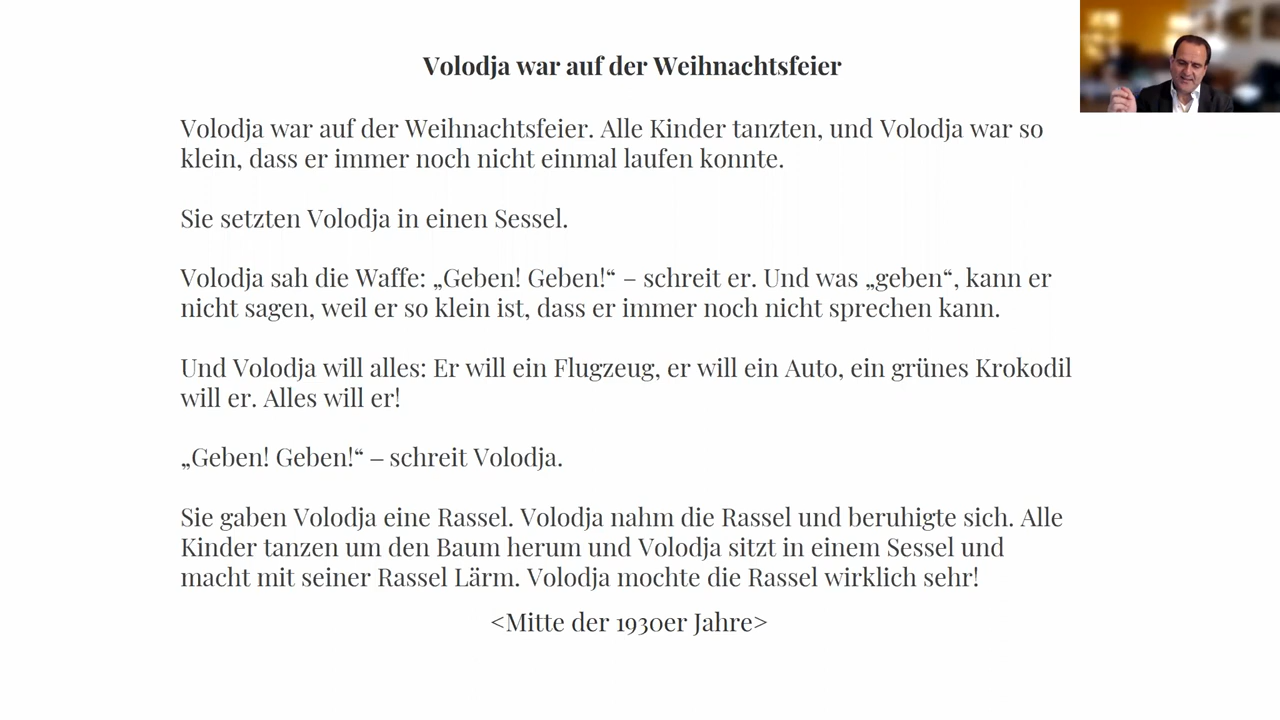 Volodja war auf der Weihnachtsfeier
Volodja war auf der Weihnachtsfeier. Alle Kinder tanzten, und Volodja war so
klein, dass er immer noch nicht einmal laufen konnte.
Sie setzten Volodja in einen Sessel.
Volodja sah die Waffe: „Geben! Geben!“ – schreit er. Und was „geben“, kann er
nicht sagen, weil er so klein ist, dass er immer noch nicht sprechen kann.
Und Volodja will alles: Er will ein Flugzeug, er will ein Auto, ein grünes Krokodil
will er. Alles will er!
„Geben! Geben!“ – schreit Volodja.
Sie gaben Volodja eine Rassel. Volodja nahm die Rassel und beruhigte sich. Alle
Kinder tanzen um den Baum herum und Volodja sitzt in einem Sessel und
macht mit seiner Rassel Lärm. Volodja mochte die Rassel wirklich sehr!
<Mitte der 1930er Jahre>